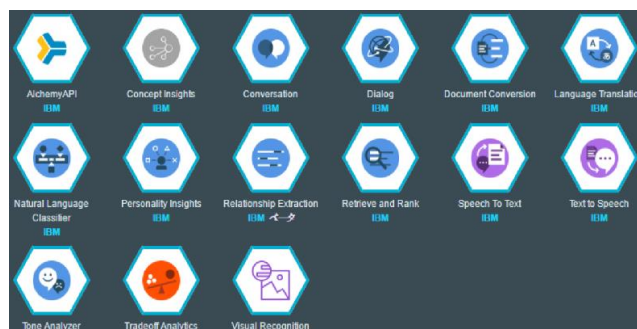 AlchemyAPI
IBM
Concept Insights
IBM
Conversation
IBM
Dialog
IBM
Document Conversion
IBM
Language Translatio
IBM
Natural Language
Classifier
IBM
Personality Insights
IBM
Relationship Extraction
IBM ベータ
Retrieve and Rank
IBM
Speech To Text
IBM
Text to Speech
IBM
Tone Analyzer
Tradeoff Analytics
Visual Recognition